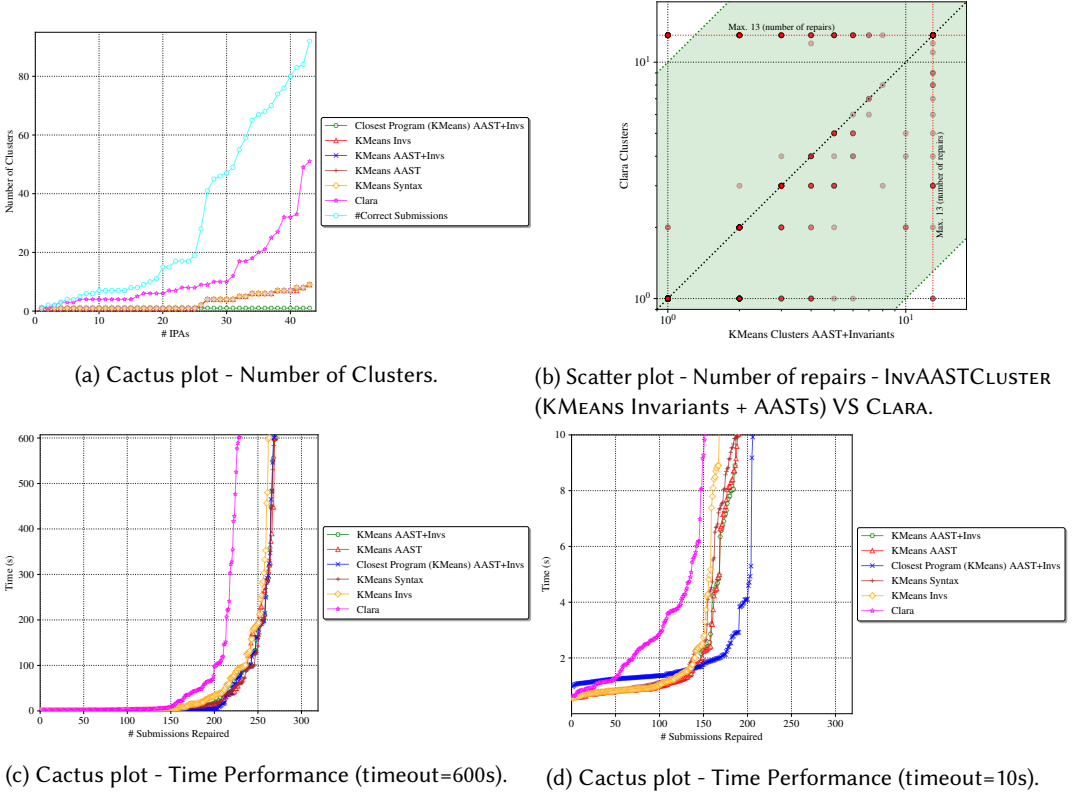 Number of Clusters
80
60
40
20
0
0
10
20
30
40
# IPAs
Closest Program (KMeans) AAST+Invs
KMeans Invs
KMeans AAST+Invs
KMeans AAST
KMeans Syntax
Clara
#Correct Submissions
(a) Cactus plot - Number of Clusters.
Max. 13 (number of repairs)
Max. 13 (number of repairs)
Clara Clusters
10¹
10⁰
10⁰
10¹
KMeans Clusters AAST+Invariants
(b) Scatter plot - Number of repairs - INVAASTCLUSTER
(KMEANS Invariants + AASTs) VS CLARA.
Time (s)
600
500
400
300
200
100
0
0
50
100
150
200
250
300
# Submissions Repaired
KMeans AAST+Invs
KMeans AAST
Closest Program (KMeans) AAST+Invs
KMeans Syntax
KMeans Invs
Clara
(c) Cactus plot - Time Performance (timeout=600s).
Time (s)
10
8
6
4
2
0
50
100
150
200
250
300
# Submissions Repaired
KMeans AAST+Invs
KMeans AAST
Closest Program (KMeans) AAST+Invs
KMeans Syntax
KMeans Invs
Clara
(d) Cactus plot - Time Performance (timeout=10s).